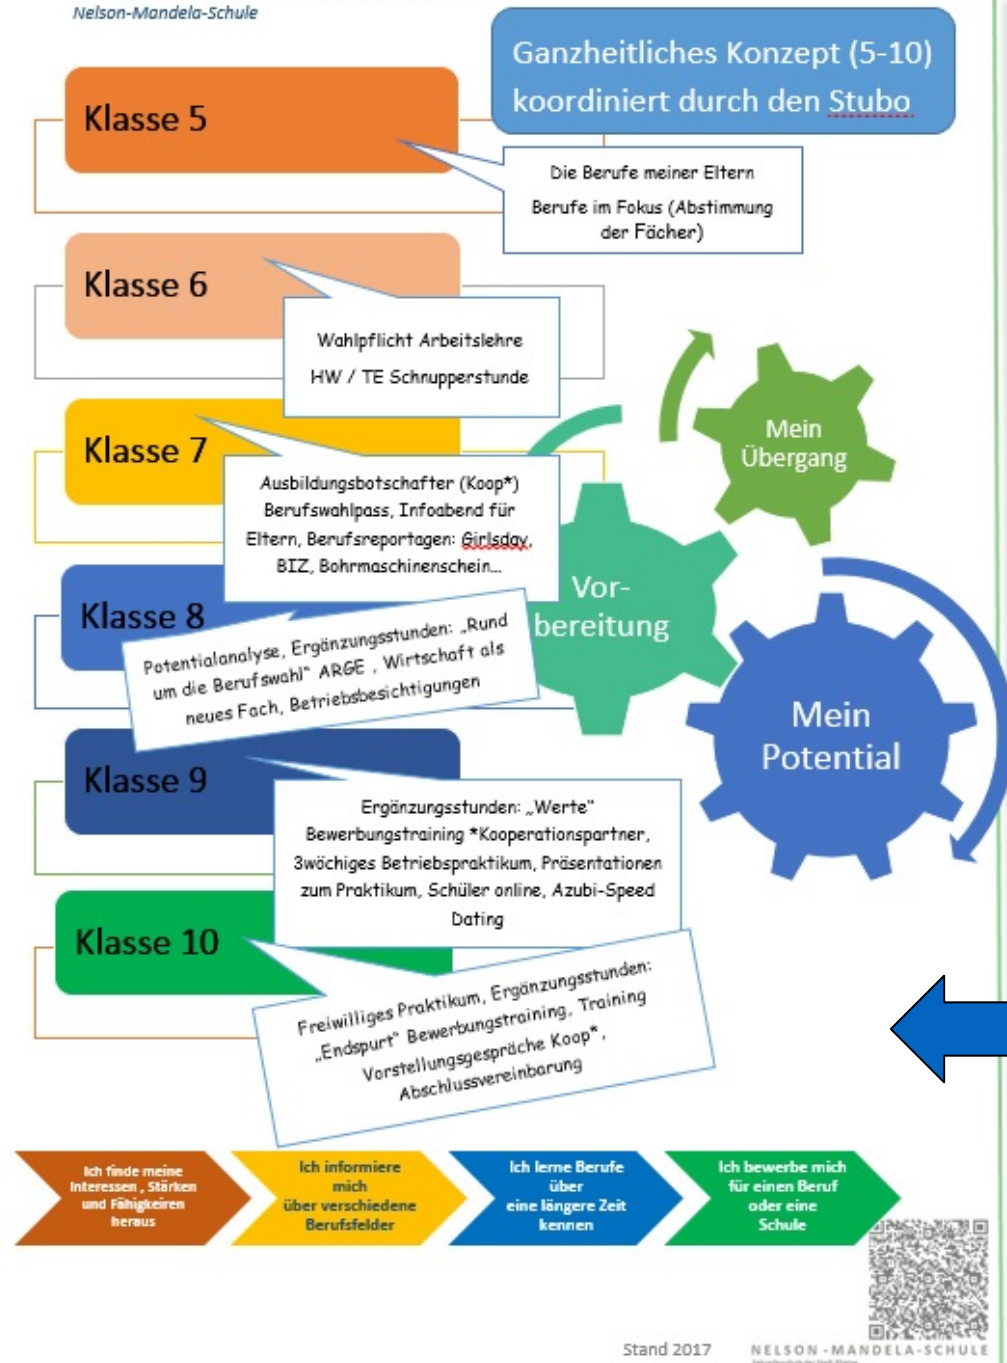 Nelson-Mandela-Schule
Ganzheitliches Konzept (5-10)
koordiniert durch den Stubo
Klasse 5
Die Berufe meiner Eltern
Berufe im Fokus (Abstimmung
der Fächer)
Klasse 6
Wahlpflicht Arbeitslehre
HW / TE Schnupperstunde
Klasse 7
Ausbildungsbotschafter (Koop*)
Berufswahlpass, Infoabend für
Eltern, Berufsreportagen: Girlsday,
BIZ, Bohrmaschinenschein...
Mein
Übergang
Vor-
bereitung
Mein
Potential
Klasse 8
Potentialanalyse, Ergänzungsstunden: „Rund
um die Berufswahl" ARGE , Wirtschaft als
neues Fach, Betriebsbesichtigungen
Klasse 9
Ergänzungsstunden: „Werte"
Bewerbungstraining *Kooperationspartner,
3wöchiges Betriebspraktikum, Präsentationen
zum Praktikum, Schüler online, Azubi-Speed
Dating
Klasse 10
Freiwilliges Praktikum, Ergänzungsstunden:
„Endspurt" Bewerbungstraining, Training
Vorstellungsgespräche Koop*,
Abschlussvereinbarung
Ich finde meine
Interessen , Stärken
und Fähigkeiren
heraus
Ich informiere
mich
über verschiedene
Berufsfelder
Ich lerne Berufe
über
eine längere Zeit
kennen
Ich bewerbe mich
für einen Beruf
oder eine
Schule
Stand 2017
NELSON-MANDELA-SCHULE